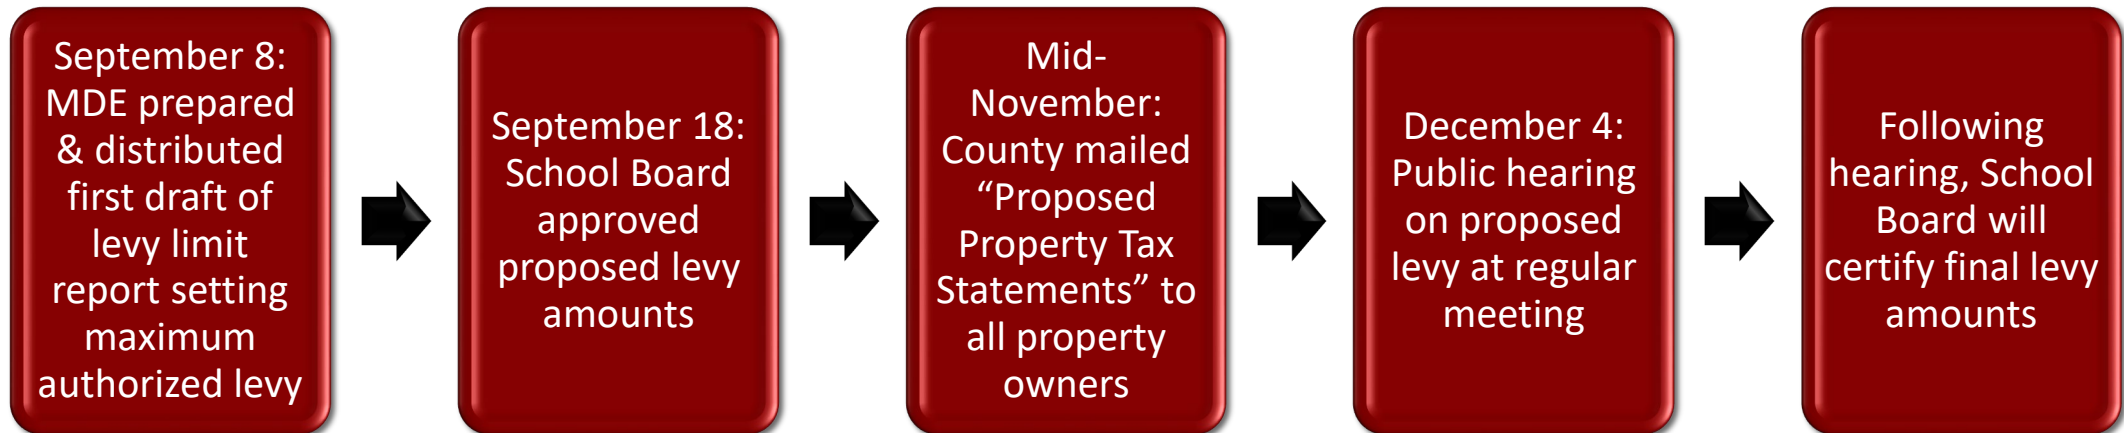 September 8:
MDE prepared
& distributed
first draft of
levy limit
report setting
maximum
authorized levy
September 18:
School Board
approved
proposed levy
amounts
Mid-
November:
County mailed
“Proposed
Property Tax
Statements” to
all property
owners
December 4:
Public hearing
on proposed
levy at regular
meeting
Following
hearing, School
Board will
certify final levy
amounts